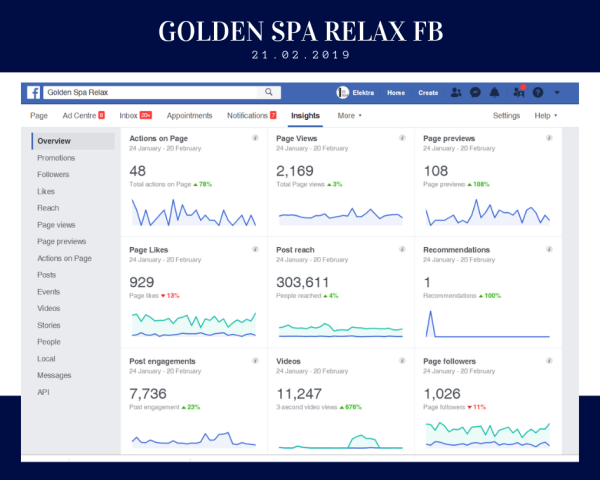 GOLDEN SPA RELAX FB
21.02.2019
Golden Spa Relax
Elektra Home Create
Page Ad Centre 8 Inbox 20+ Appointments Notifications 7 Insights More Settings Help
Overview
Promotions
Followers
Likes
Reach
Page views
Page previews
Actions on Page
Posts
Events
Videos
Stories
People
Local
Messages
API
Actions on Page
24 January - 20 February
48
Total actions on Page 78%
Page Views
24 January - 20 February
2,169
Total Page views 3%
Page previews
24 January - 20 February
108
Page previews 108%
Page Likes
24 January - 20 February
929
Page likes 13%
Post reach
24 January - 20 February
303,611
People reached 4%
Recommendations
24 January - 20 February
1
Recommendations 100%
Post engagements
24 January - 20 February
7,736
Post engagement 23%
Videos
24 January - 20 February
11,247
3-second video views 676%
Page followers
24 January - 20 February
1,026
Page followers 11%